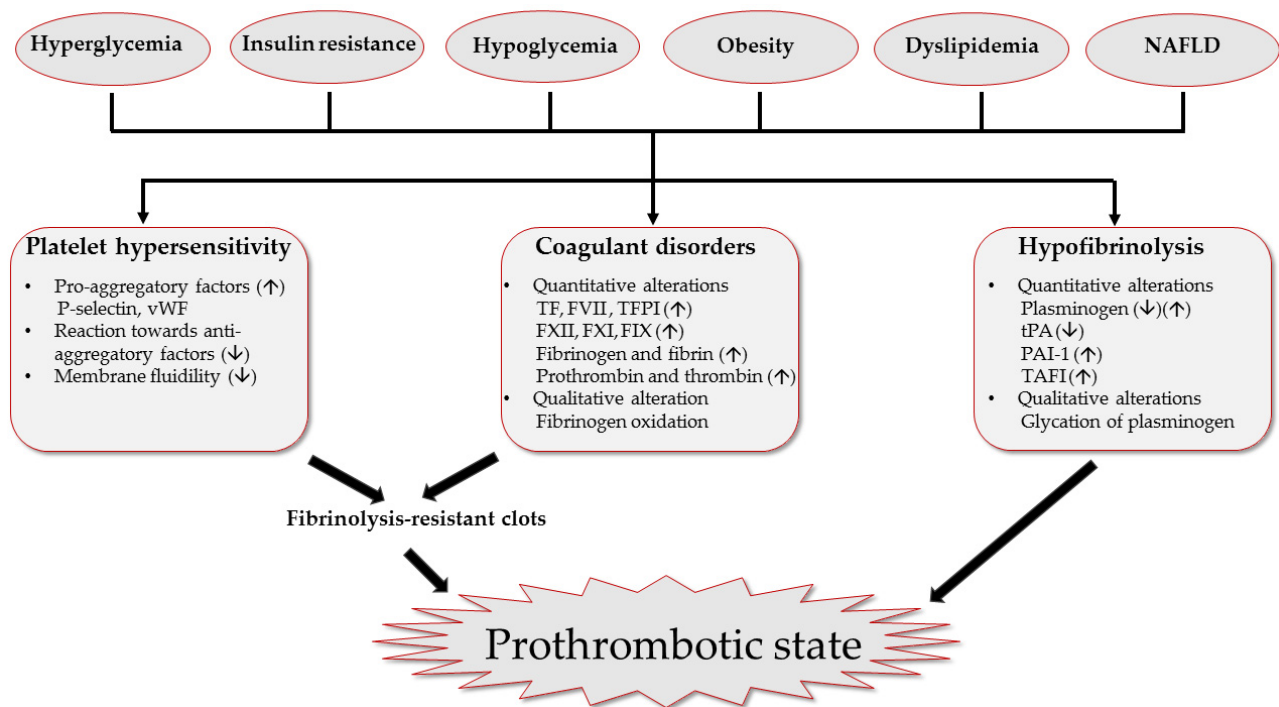 Hyperglycemia
Insulin resistance
Hypoglycemia
Obesity
Dyslipidemia
NAFLD
Platelet hypersensitivity
• Pro-aggregatory factors (↑)
P-selectin, vWF
• Reaction towards anti-
aggregatory factors (↓)
• Membrane fluidility (↓)
Coagulant disorders
• Quantitative alterations
TF, FVII, TFPI (↑)
FXII, FXI, FIX (↑)
Fibrinogen and fibrin (↑)
Prothrombin and thrombin (↑)
• Qualitative alteration
Fibrinogen oxidation
Hypofibrinolysis
• Quantitative alterations
Plasminogen (↓)(↑)
tPA (↓)
PAI-1 (↑)
TAFI (↑)
• Qualitative alterations
Glycation of plasminogen
Fibrinolysis-resistant clots
Prothrombotic state